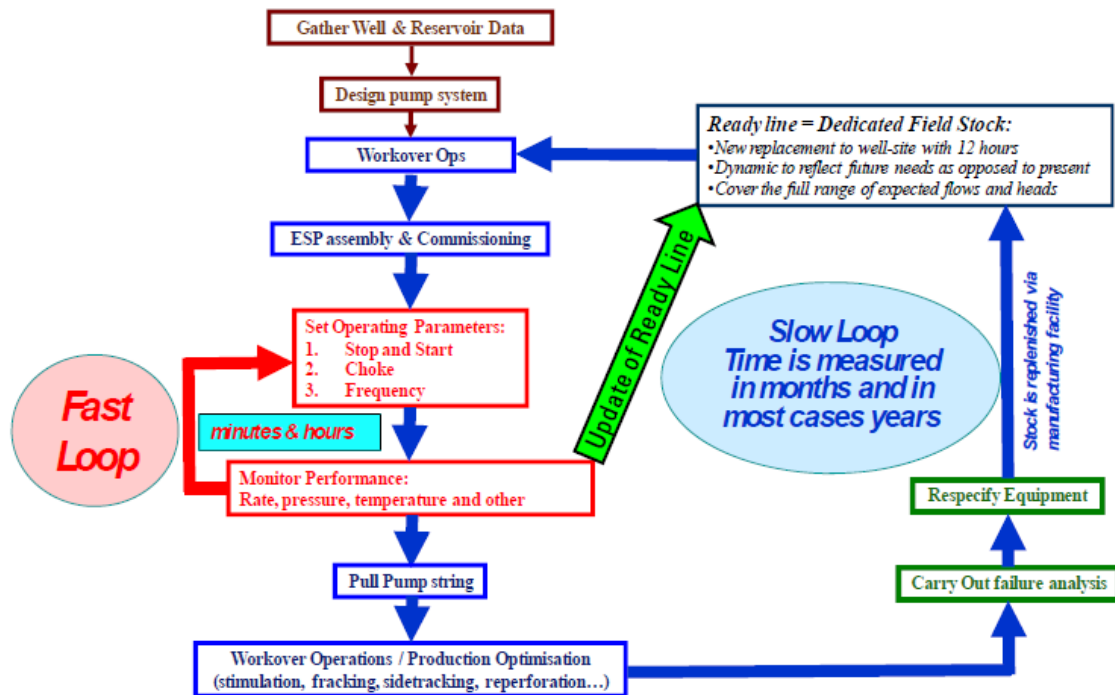 Gather Well & Reservoir Data
Design pump system
Workover Ops
Ready line = Dedicated Field Stock:
•New replacement to well-site with 12 hours
•Dynamic to reflect future needs as opposed to present
•Cover the full range of expected flows and heads
ESP assembly & Commissioning
Set Operating Parameters:
1. Stop and Start
2. Choke
3. Frequency
Fast
Loop
minutes & hours
Monitor Performance:
Rate, pressure, temperature and other
Update of Ready Line
Slow Loop
Time is measured
in months and in
most cases years
Stock is replenished via
manufacturing facility
Respecify Equipment
Carry Out failure analysis
Pull Pump string
Workover Operations / Production Optimisation
(stimulation, fracking, sidetracking, reperforation…)